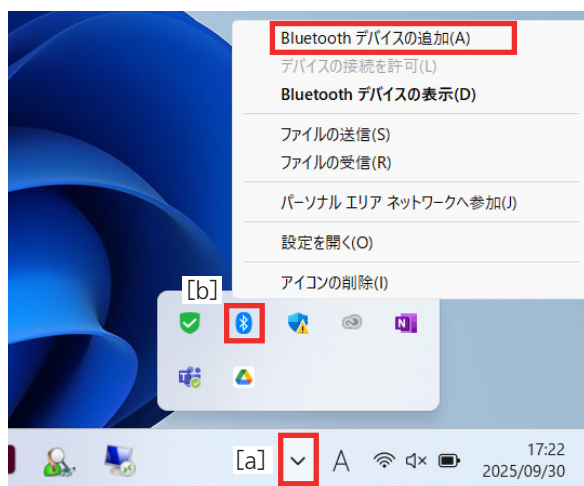 Bluetooth デバイスの追加(A)
デバイスの接続を許可(L)
Bluetooth デバイスの表示(D)
ファイルの送信(S)
ファイルの受信(R)
パーソナル エリア ネットワークへ参加(J)
設定を開く(O)
アイコンの削除(I)
[b]
N
[a]
A
17:22
2025/09/30